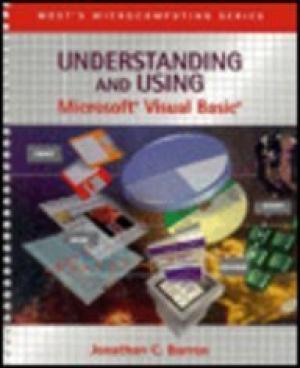 WEST'S MICROCOMPUTING SERIES
UNDERSTANDING
AND USING
Microsoft® Visual Basic®
Jonathan C. Barron